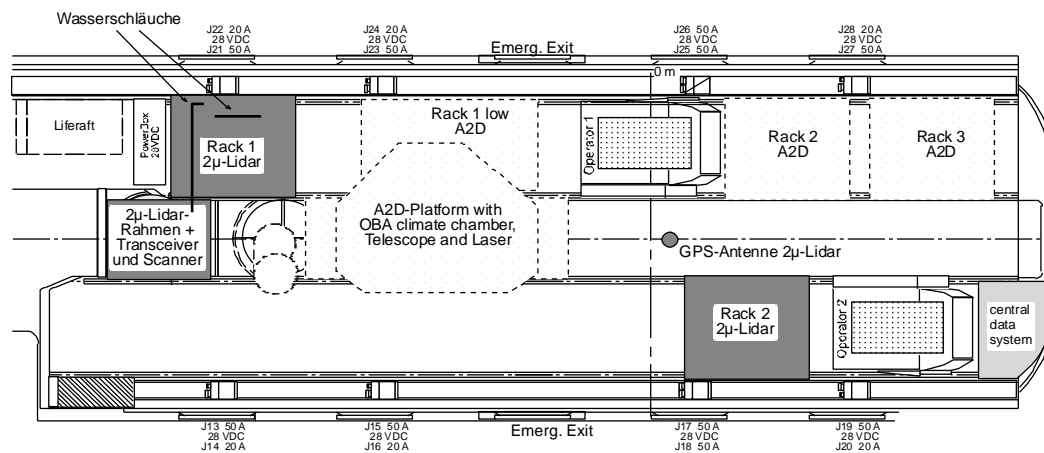 Wasserschläuche
J22 20 A
28 VDC
J21 50 A
J24 20 A
28 VDC
J23 50 A
Emerg. Exit
J26 50 A
28 VDC
J25 50 A
J28 20 A
28 VDC
J27 50 A
0 m
Liferaft
PowerBox
28VDC
Rack 1
2µ-Lidar
Rack 1 low
A2D
Operator 1
Rack 2
A2D
Rack 3
A2D
2µ-Lidar-
Rahmen +
Transceiver
und Scanner
A2D-Platform with
OBA climate chamber,
Telescope and Laser
GPS-Antenne 2µ-Lidar
Rack 2
2µ-Lidar
Operator 2
central
data
system
J13 50 A
28 VDC
J14 20 A
J15 50 A
28 VDC
J16 20 A
Emerg. Exit
J17 50 A
28 VDC
J18 50 A
J19 50 A
28 VDC
J20 20 A